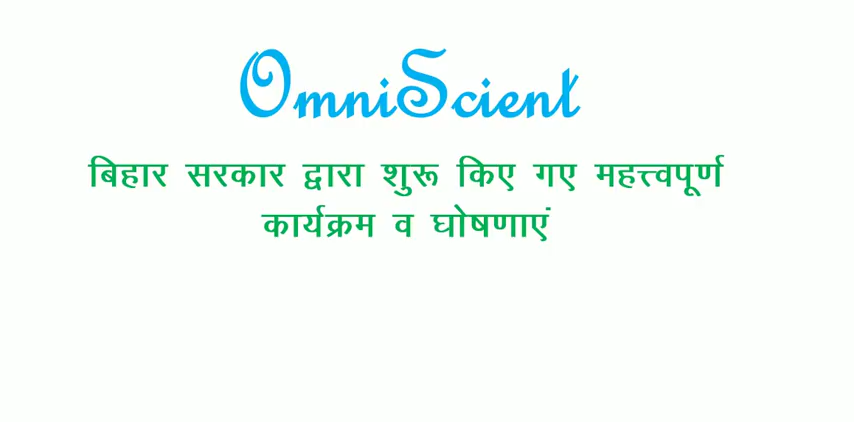 OmniScient
बिहार सरकार द्वारा शुरू किए गए महत्त्वपूर्ण
कार्यक्रम व घोषणाएं